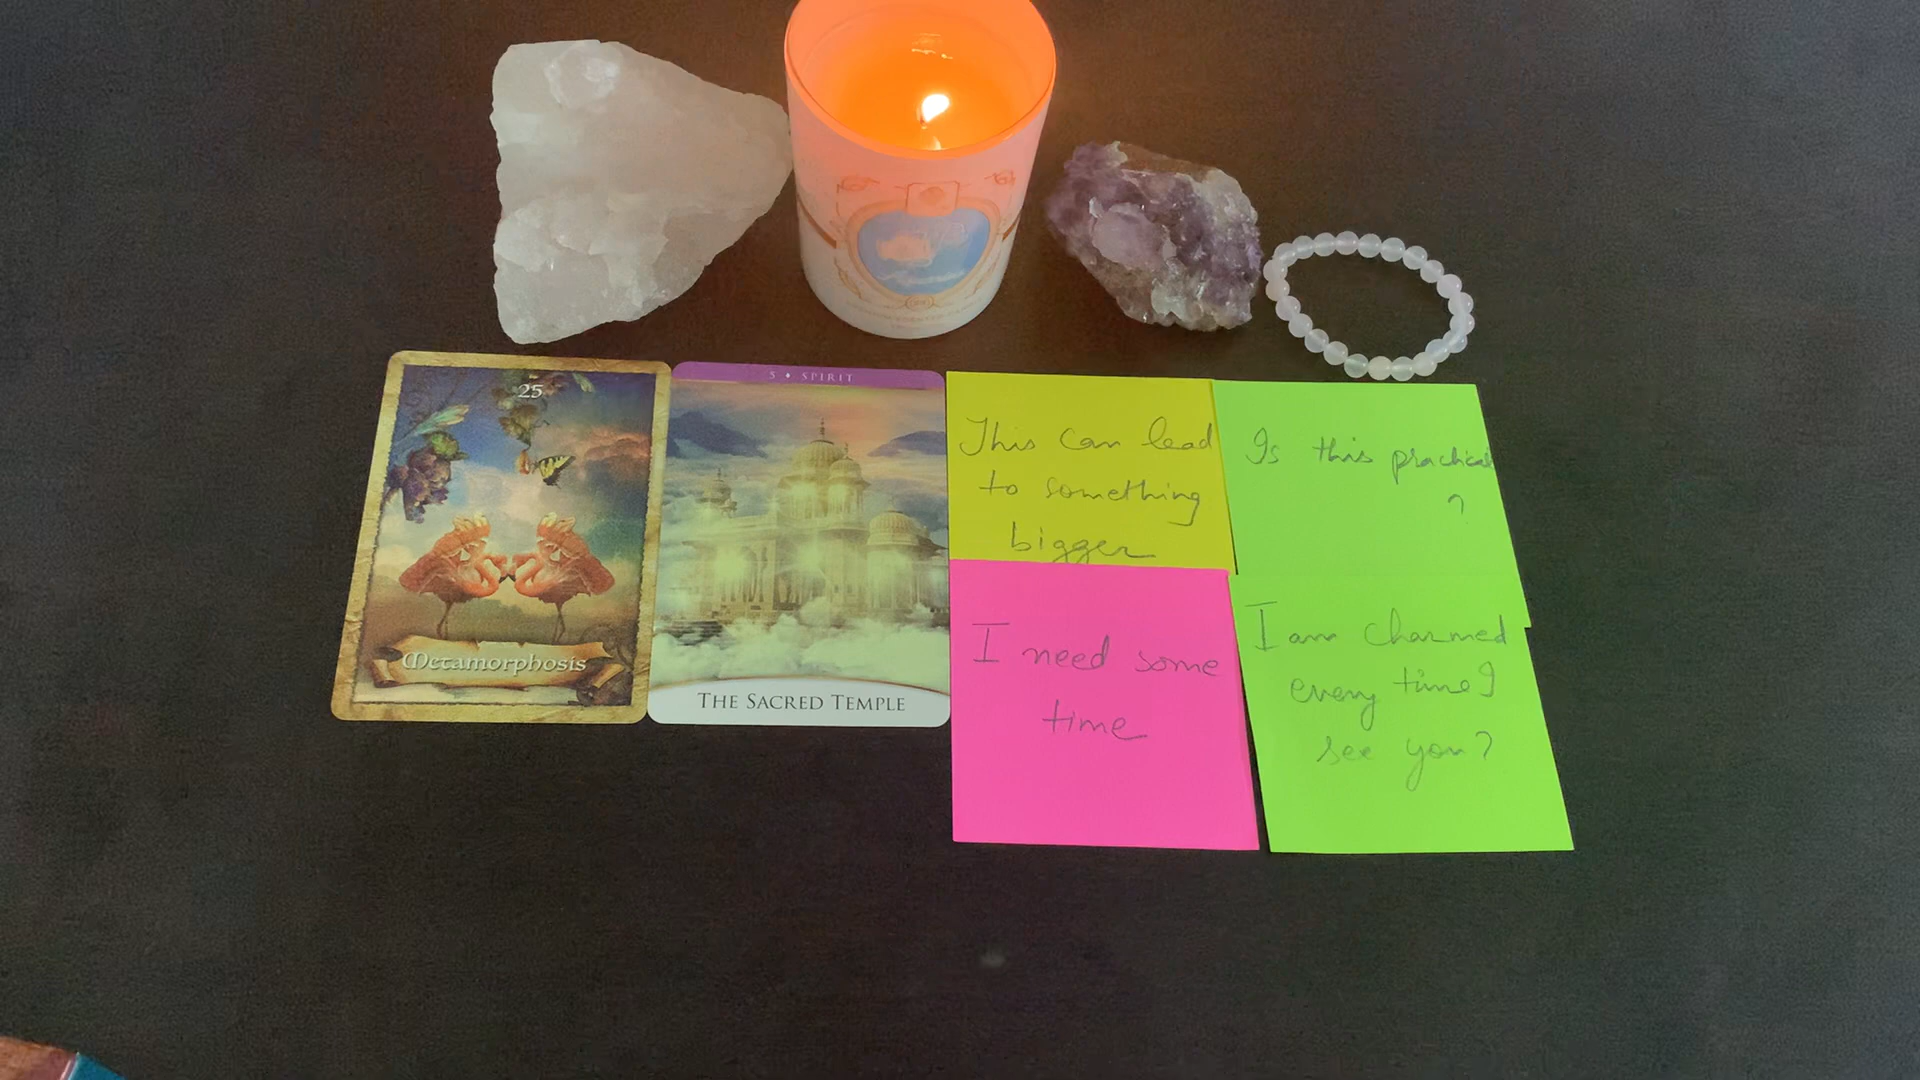 25
Metamorphosis
5 ♦ SPIRIT
THE SACRED TEMPLE
This can lead
to something
bigger
Is this practical
?
I need some
time
I am charmed
every time I
see you?